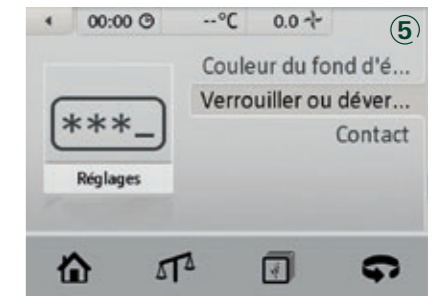 00:00 --°C 0.0 ⑤
Couleur du fond d'é...
Verrouiller ou déver...
***_
Contact
Réglages